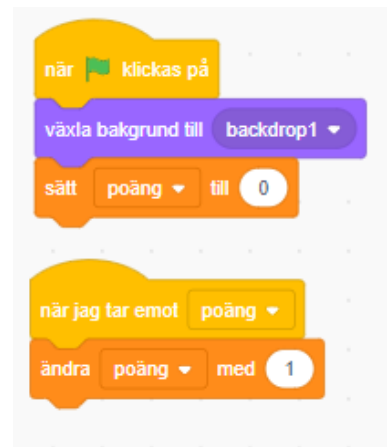 när klickas på
växla bakgrund till backdrop1
sätt poäng till 0
när jag tar emot poäng
ändra poäng med 1